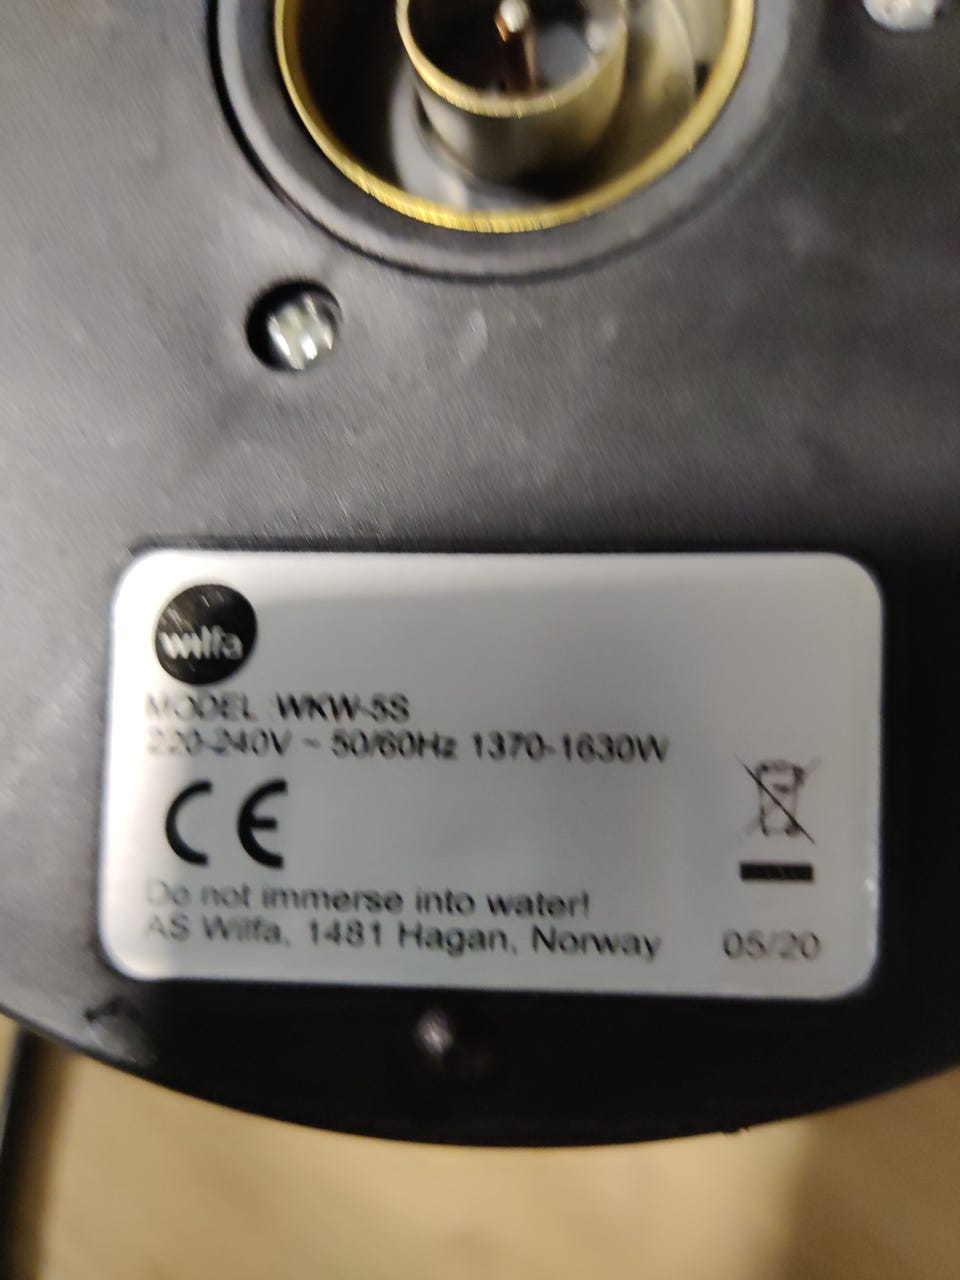 wilfa
MODEL :WKW-5S
220-240V ~ 50/60Hz 1370-1630W
CE
Do not immerse into water!
AS Wilfa, 1481 Hagan, Norway
05/20